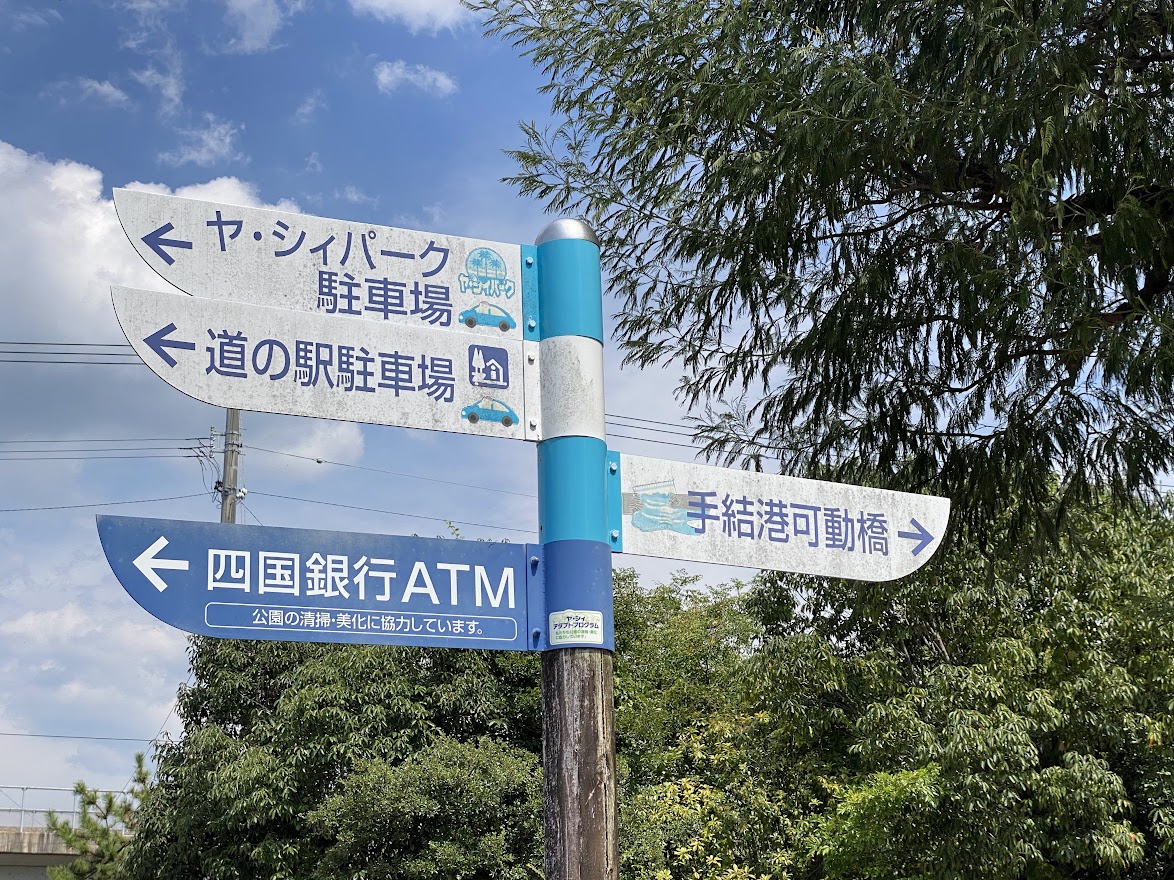 ヤ・シィパーク
駐車場
ヤ・シィパーク
道の駅駐車場
手結港可動橋
四国銀行ATM
公園の清掃・美化に協力しています。
ヤ・シィ
アダプトプログラム